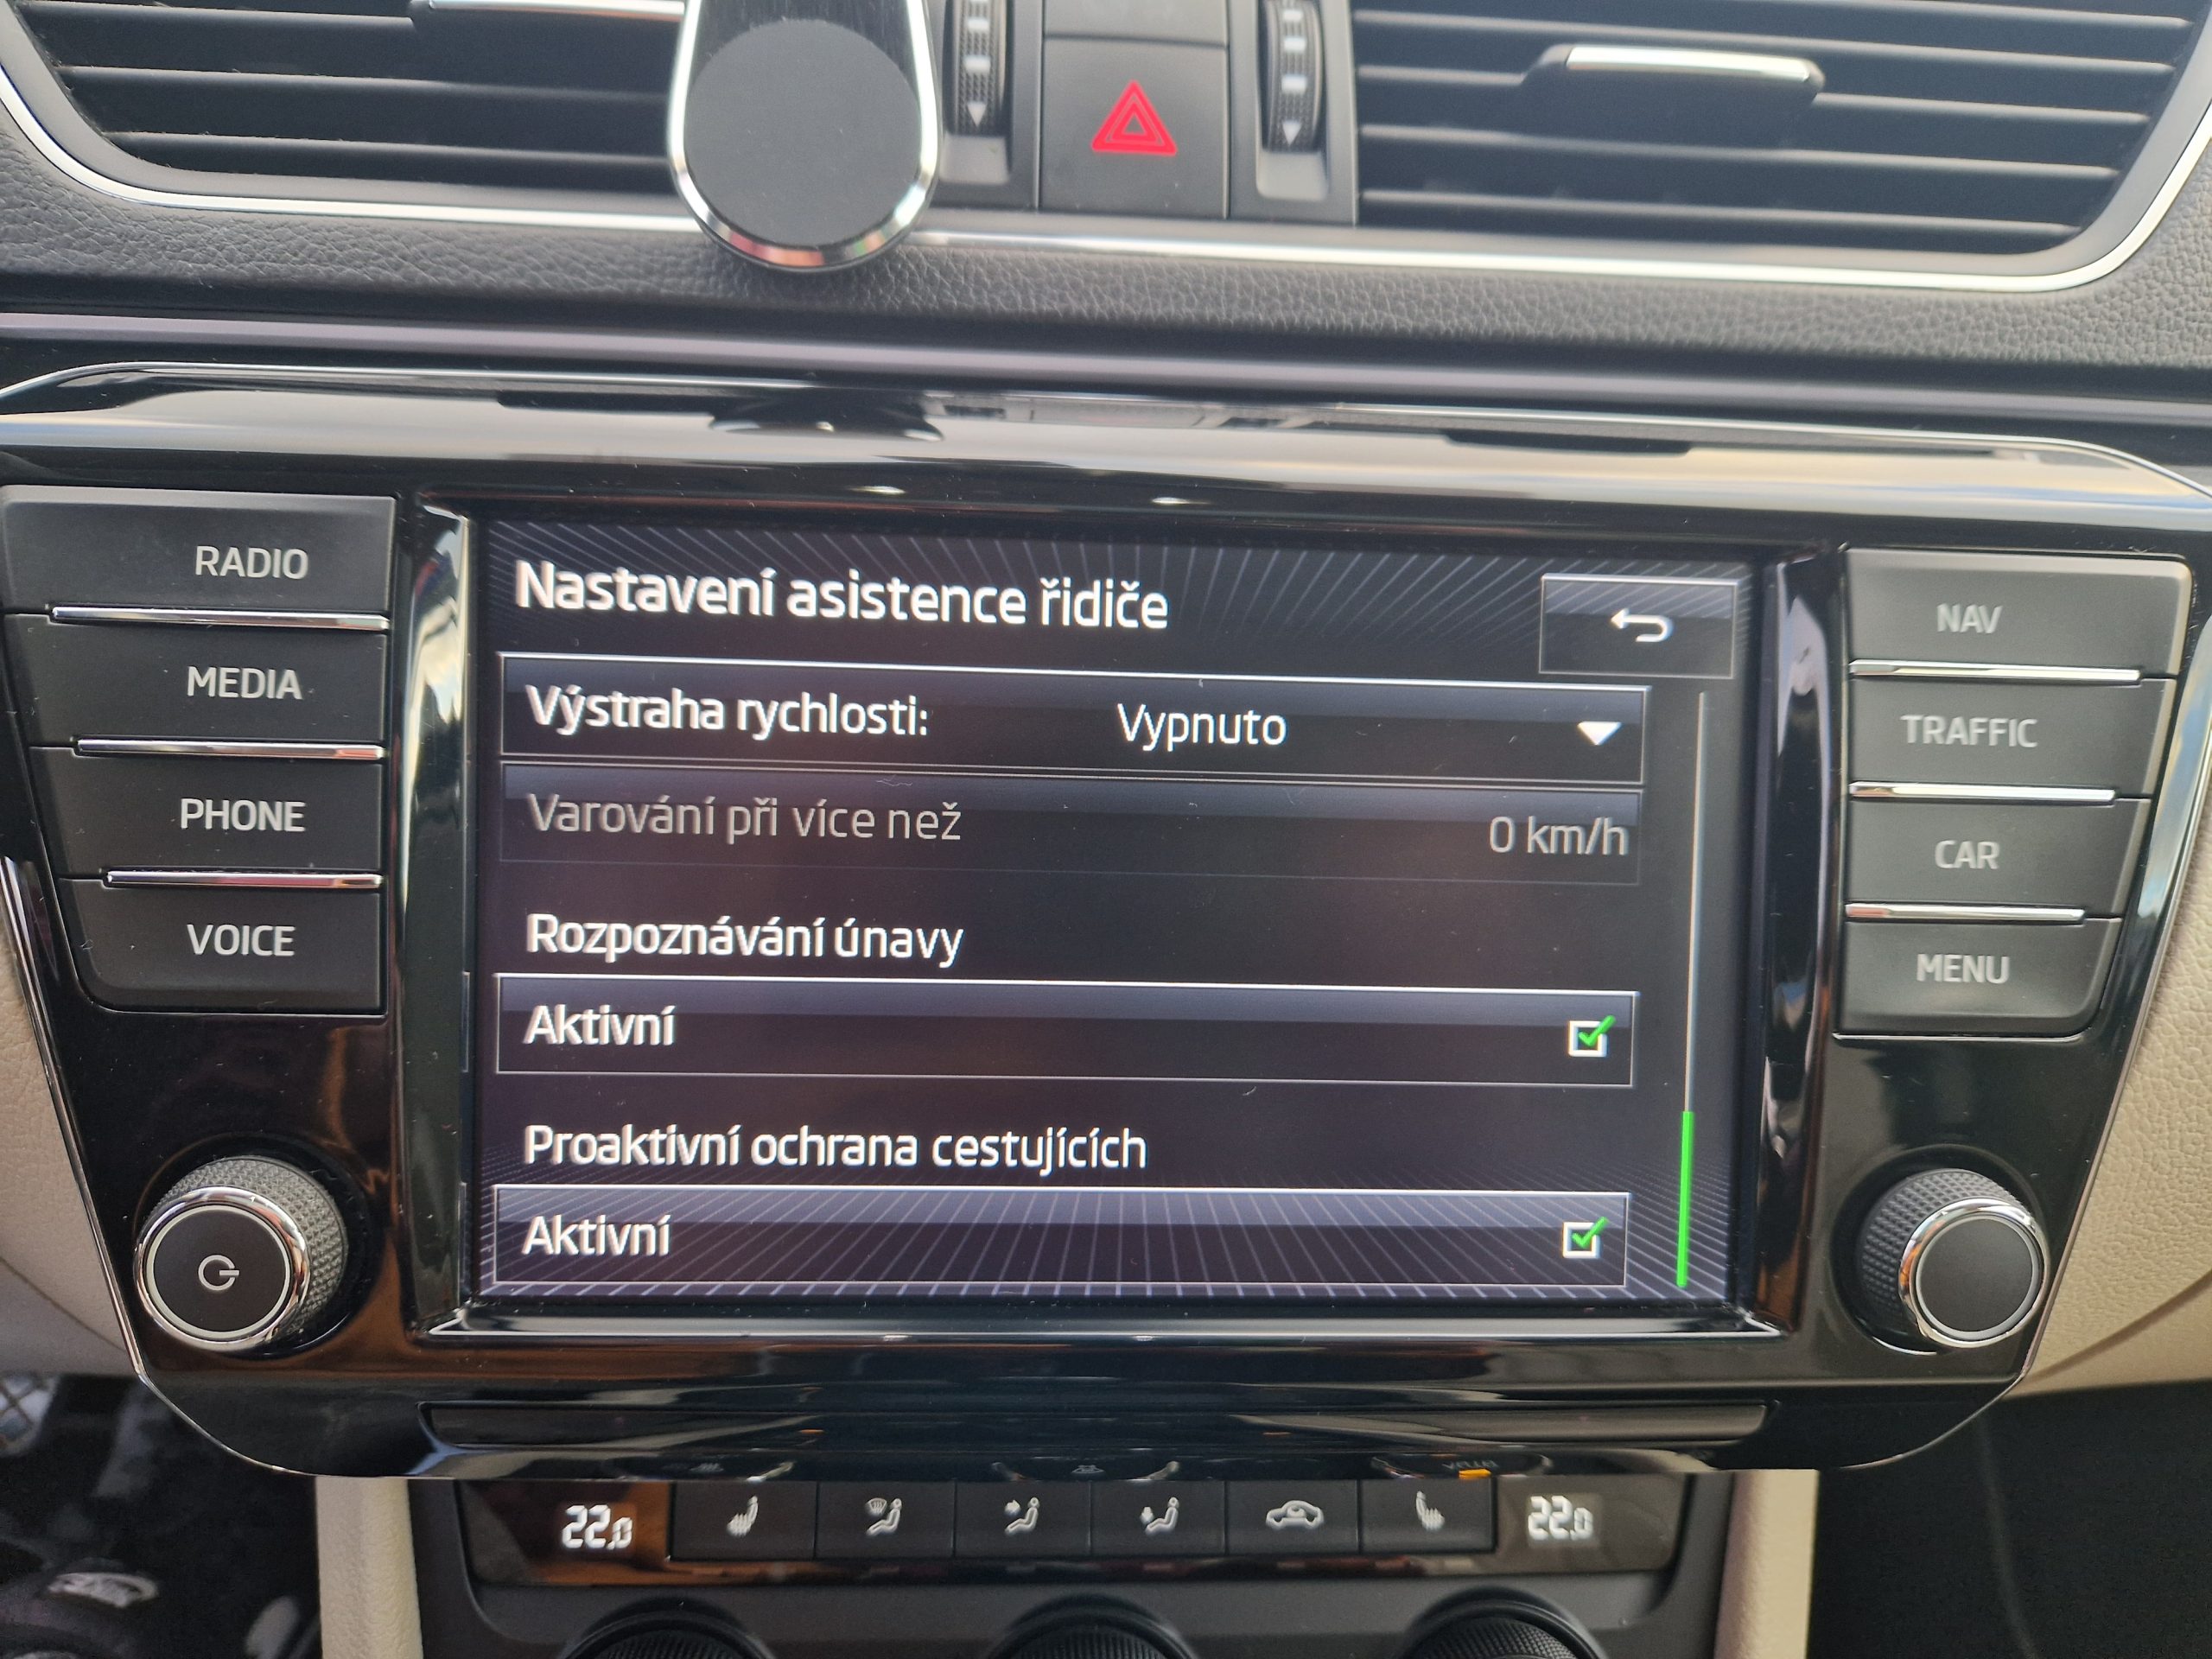 RADIO
MEDIA
PHONE
VOICE
Nastavení asistence řidiče
Výstraha rychlosti: Vypnuto
Varování při více než 0 km/h
Rozpoznávání únavy
Aktivní
Proaktivní ochrana cestujících
Aktivní
NAV
TRAFFIC
CAR
MENU
22.0
22.0